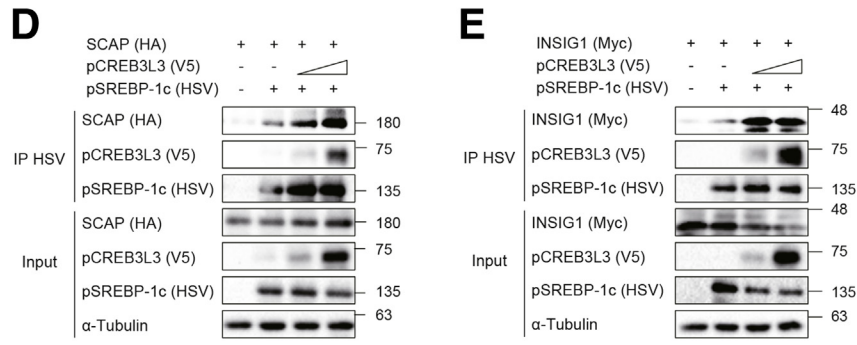 D
SCAP (HA) + + + +
pCREB3L3 (V5) - -
pSREBP-1c (HSV) - + + +
IP HSV
SCAP (HA) 180
pCREB3L3 (V5) 75
pSREBP-1c (HSV) 135
Input
SCAP (HA) 180
pCREB3L3 (V5) 75
pSREBP-1c (HSV) 135
α-Tubulin 63
E
INSIG1 (Myc) + + + +
pCREB3L3 (V5) - -
pSREBP-1c (HSV) - + + +
IP HSV
INSIG1 (Myc) 48
pCREB3L3 (V5) 75
pSREBP-1c (HSV) 135
Input
INSIG1 (Myc) 48
pCREB3L3 (V5) 75
pSREBP-1c (HSV) 135
α-Tubulin 63